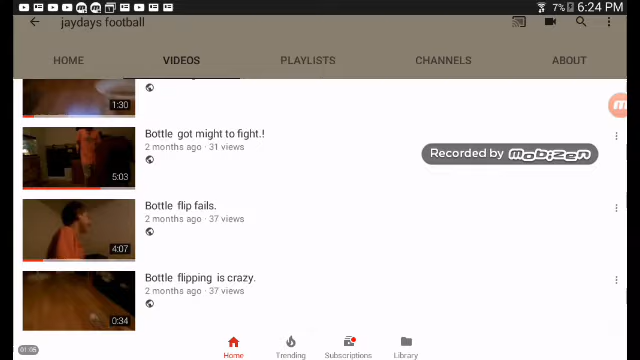 7% 6:24 PM
jaydays football
HOME VIDEOS PLAYLISTS CHANNELS ABOUT
1:30
Bottle got might to fight.!
2 months ago · 31 views
5:03
Recorded by mobizen
Bottle flip fails.
2 months ago · 37 views
4:07
Bottle flipping is crazy.
2 months ago · 37 views
0:34
01:05
Home Trending Subscriptions Library